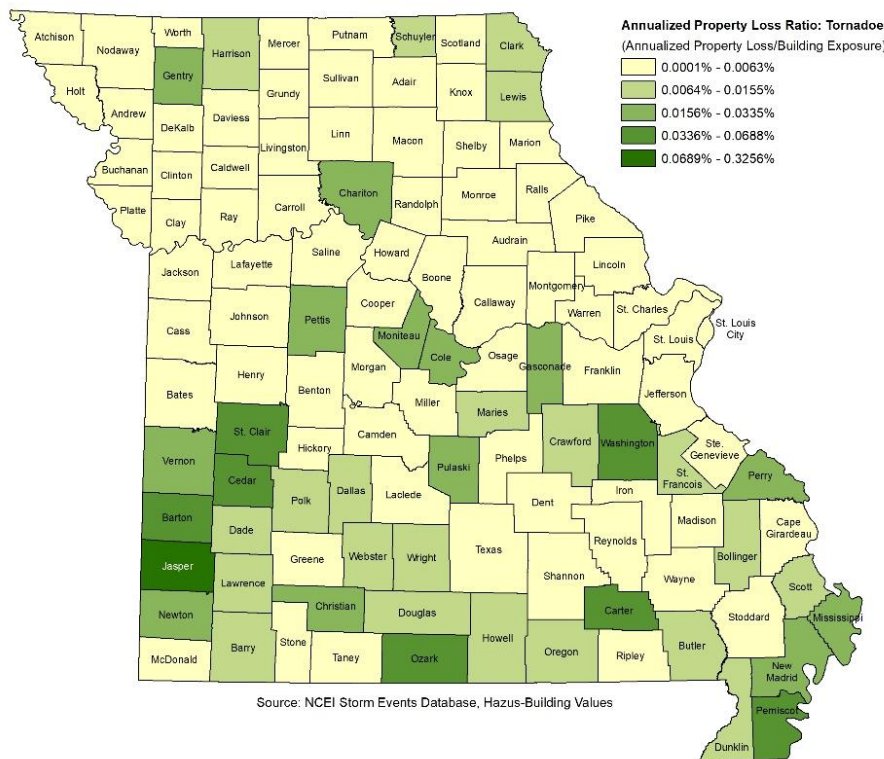 Annualized Property Loss Ratio: Tornadoe
(Annualized Property Loss/Building Exposure)
0.0001% - 0.0063%
0.0064% - 0.0155%
0.0156% - 0.0335%
0.0336% - 0.0688%
0.0689% - 0.3256%
Atchison
Nodaway
Worth
Harrison
Mercer
Putnam
Schuyler
Scotland
Clark
Gentry
Holt
Sullivan
Adair
Knox
Lewis
Grundy
Andrew
DeKalb
Daviess
Livingston
Linn
Macon
Shelby
Marion
Buchanan
Clinton
Caldwell
Chariton
Randolph
Monroe
Ralls
Platte
Clay
Ray
Carroll
Pike
Saline
Howard
Audrain
Jackson
Lafayette
Boone
Lincoln
Cooper
Callaway
Montgomery
Warren
St. Charles
Cass
Johnson
Pettis
Moniteau
St. Louis
St. Louis
City
Cole
Osage
Gasconade
Franklin
Henry
Morgan
Jefferson
Bates
Benton
Miller
Maries
St. Clair
Camden
Crawford
Washington
Ste.
Genevieve
Hickory
Phelps
Vernon
Pulaski
St.
Francois
Perry
Cedar
Polk
Dallas
Laclede
Iron
Dent
Barton
Dade
Madison
Cape
Girardeau
Reynolds
Jasper
Greene
Webster
Wright
Texas
Bollinger
Shannon
Wayne
Lawrence
Scott
Newton
Christian
Douglas
Carter
Stoddard
Mississippi
Stone
Howell
McDonald
Barry
Taney
Ozark
Oregon
Ripley
Butler
New
Madrid
Pemiscot
Dunklin
Source: NCEI Storm Events Database, Hazus-Building Values